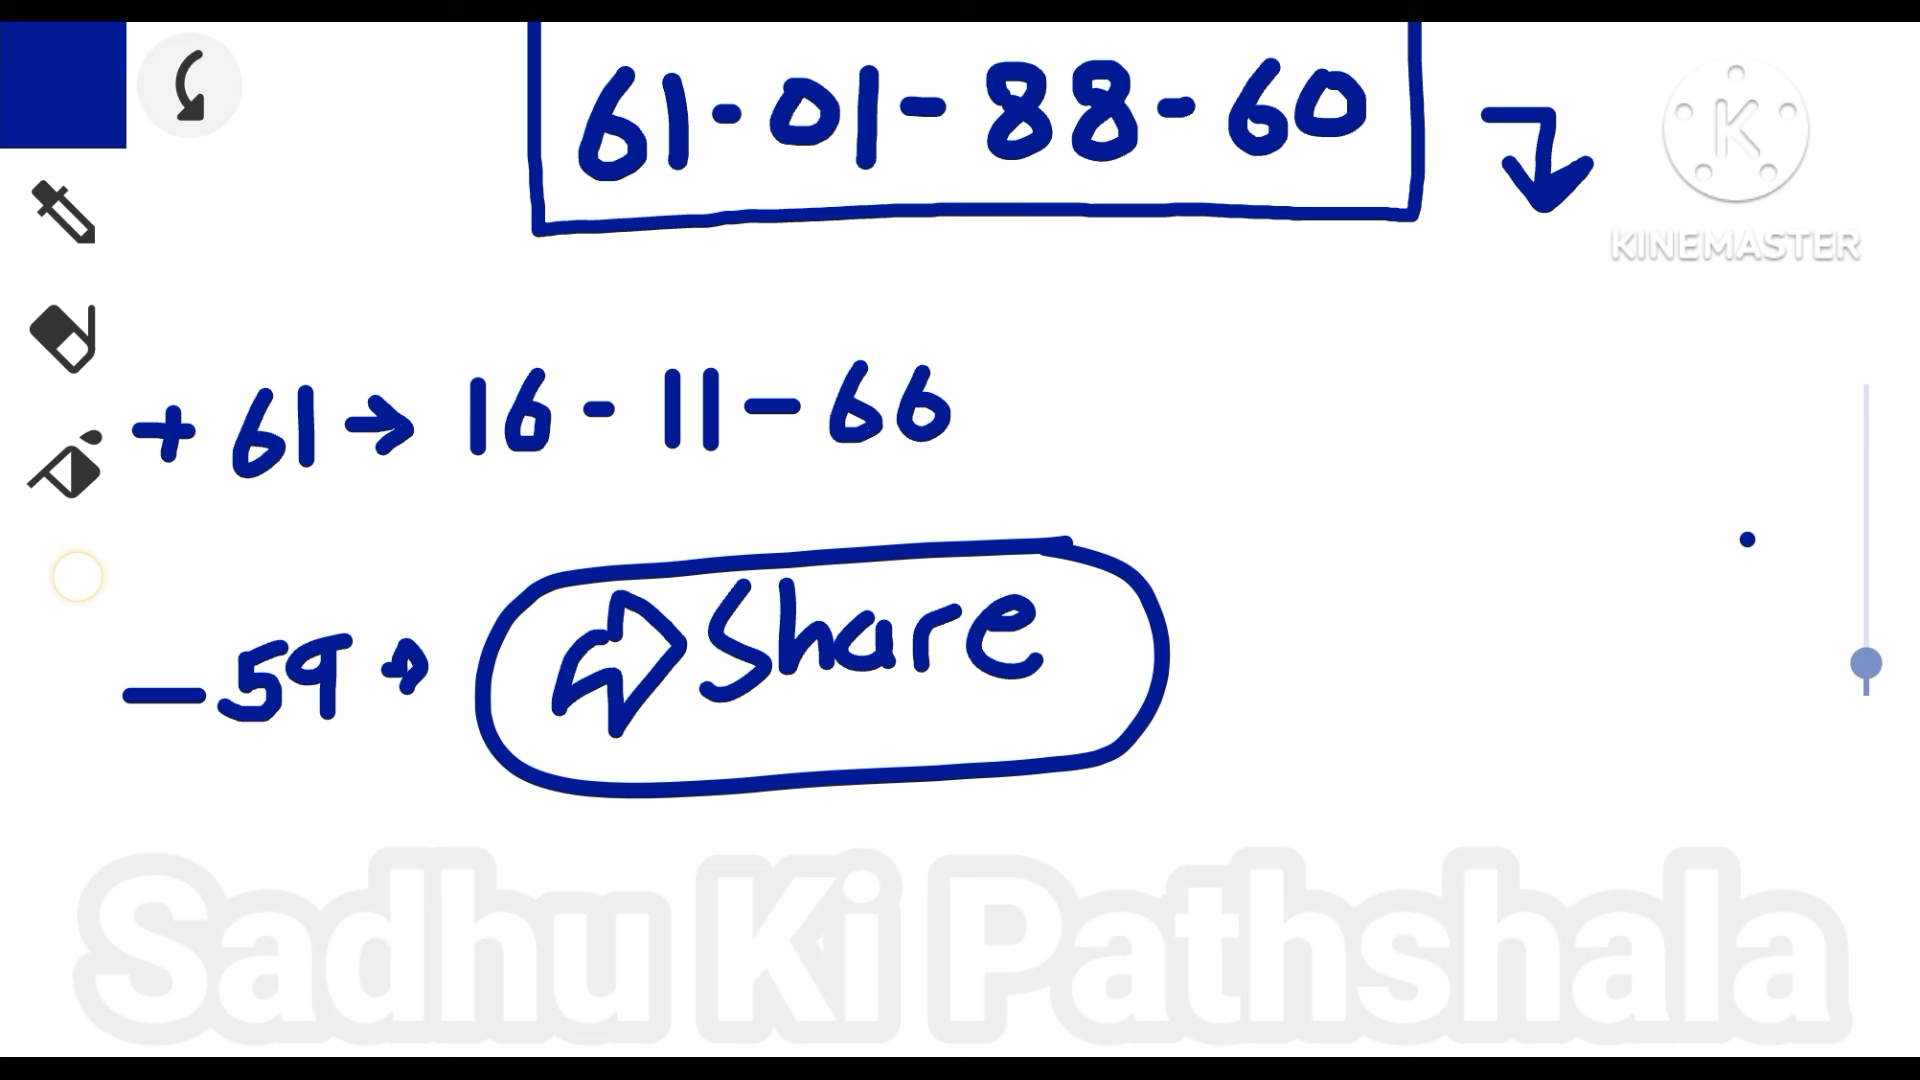 61-01-88-60
KINEMASTER
+61→16-11-66
-59→ Share
Sadhu Ki Pathshala